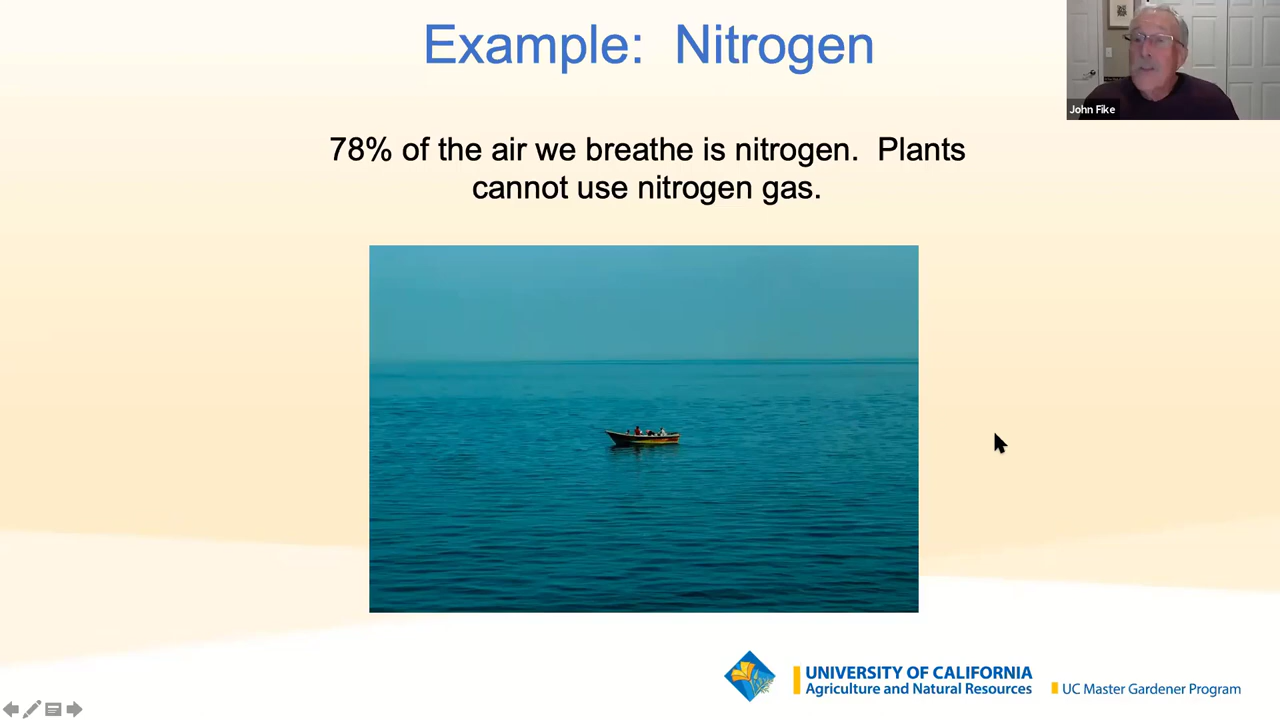 Example:  Nitrogen
John Fike
78% of the air we breathe is nitrogen.  Plants
cannot use nitrogen gas.
UNIVERSITY OF CALIFORNIA
Agriculture and Natural Resources
UC Master Gardener Program